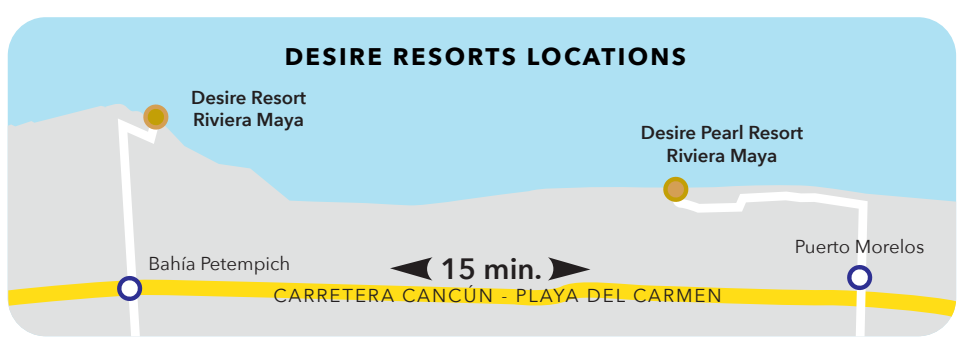 DESIRE RESORTS LOCATIONS
Desire Resort
Riviera Maya
Desire Pearl Resort
Riviera Maya
Puerto Morelos
Bahía Petempich
15 min.
CARRETERA CANCÚN - PLAYA DEL CARMEN